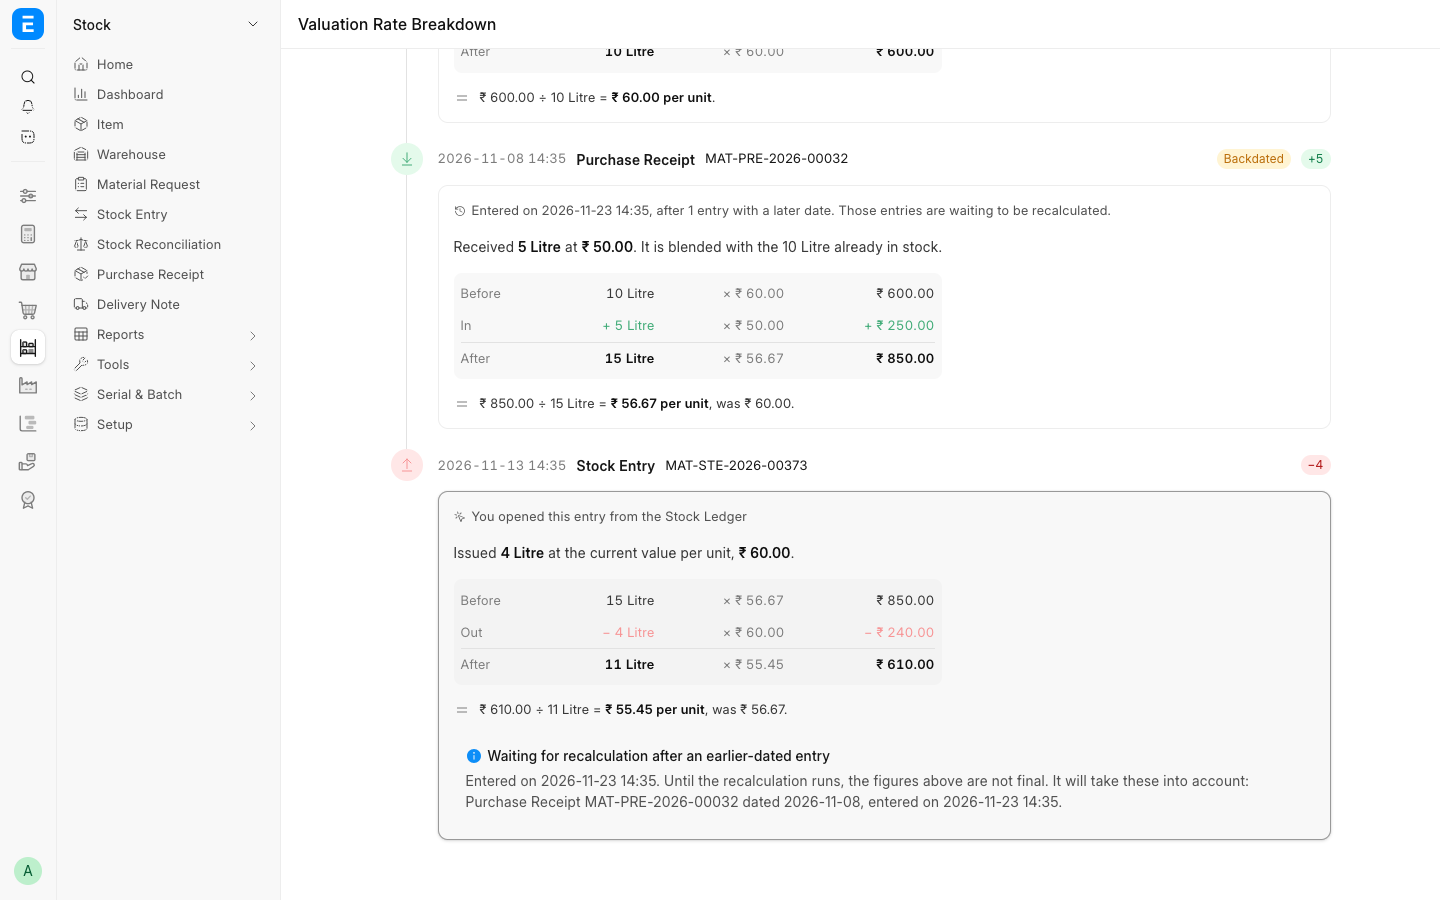 Stock
Home
Dashboard
Item
Warehouse
Material Request
Stock Entry
Stock Reconciliation
Purchase Receipt
Delivery Note
Reports
Tools
Serial & Batch
Setup
A
Valuation Rate Breakdown
After 10 Litre × ₹ 60.00 ₹ 600.00
= ₹ 600.00 ÷ 10 Litre = ₹ 60.00 per unit.
2026-11-08 14:35 Purchase Receipt MAT-PRE-2026-00032 Backdated +5
Entered on 2026-11-23 14:35, after 1 entry with a later date. Those entries are waiting to be recalculated.
Received 5 Litre at ₹ 50.00. It is blended with the 10 Litre already in stock.
Before 10 Litre × ₹ 60.00 ₹ 600.00
In + 5 Litre × ₹ 50.00 + ₹ 250.00
After 15 Litre × ₹ 56.67 ₹ 850.00
= ₹ 850.00 ÷ 15 Litre = ₹ 56.67 per unit, was ₹ 60.00.
2026-11-13 14:35 Stock Entry MAT-STE-2026-00373 −4
You opened this entry from the Stock Ledger
Issued 4 Litre at the current value per unit, ₹ 60.00.
Before 15 Litre × ₹ 56.67 ₹ 850.00
Out − 4 Litre × ₹ 60.00 − ₹ 240.00
After 11 Litre × ₹ 55.45 ₹ 610.00
= ₹ 610.00 ÷ 11 Litre = ₹ 55.45 per unit, was ₹ 56.67.
Waiting for recalculation after an earlier-dated entry
Entered on 2026-11-23 14:35. Until the recalculation runs, the figures above are not final. It will take these into account:
Purchase Receipt MAT-PRE-2026-00032 dated 2026-11-08, entered on 2026-11-23 14:35.